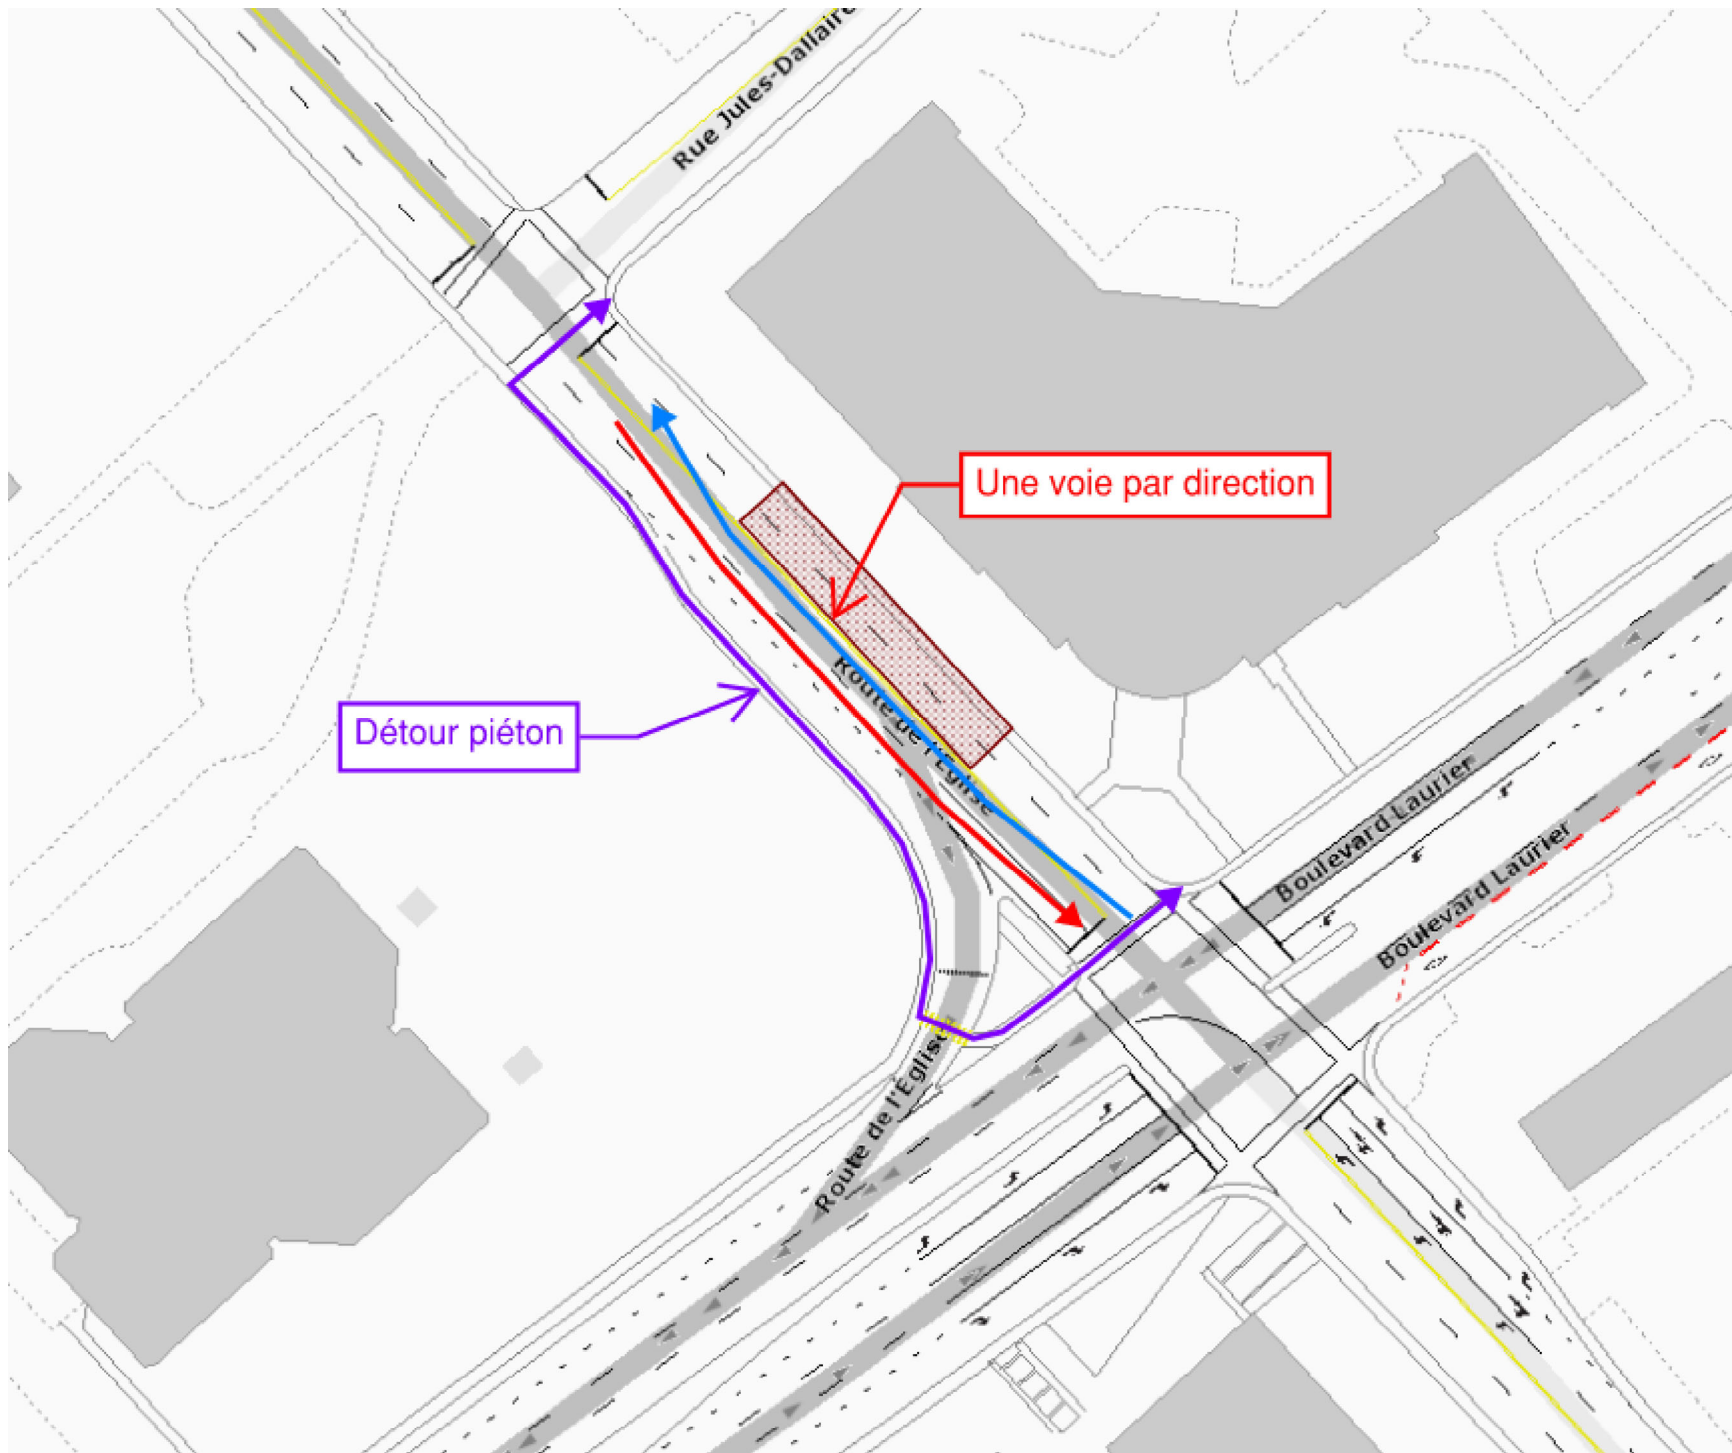 Rue Jules-Dallaire
Une voie par direction
Route de l'Église
Détour piéton
Boulevard Laurier
Boulevard Laurier
Route de l'Église